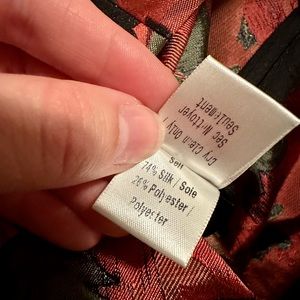 Self
74% Silk / Soie
26% Polyester /
Polyester
Dry Clean Only /
Sec Nettoyer
Seulement